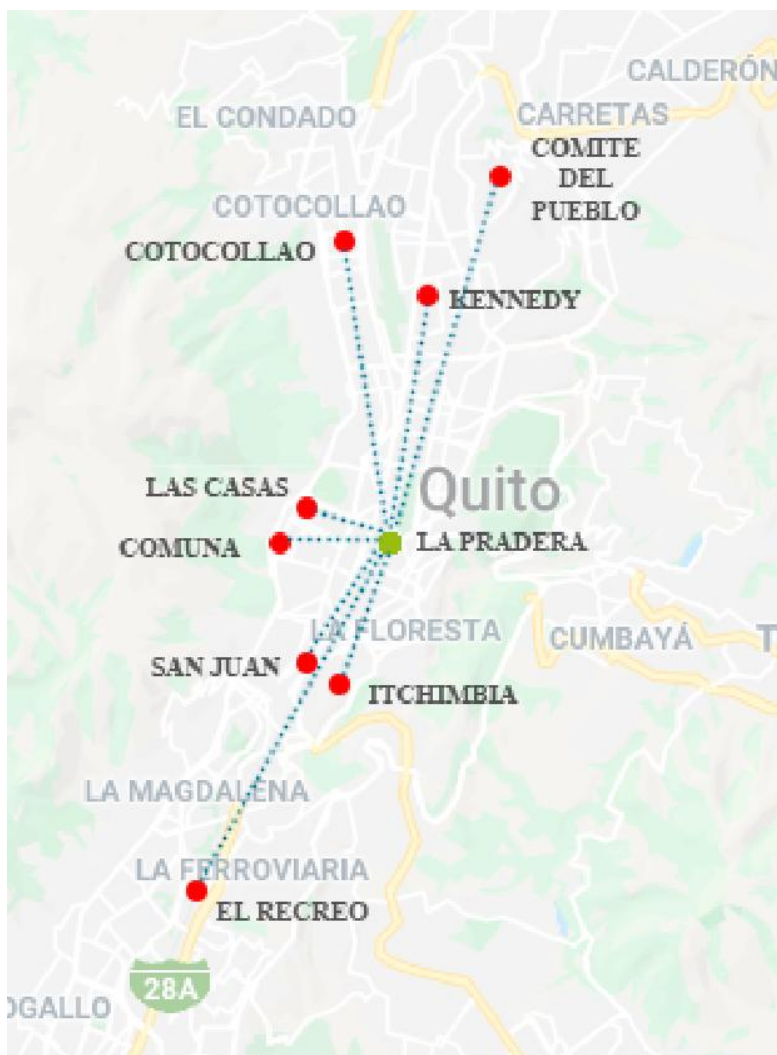 CALDERÓN
EL CONDADO
CARRETAS
COMITE
DEL
PUEBLO
COTOCOLLAO
COTOCOLLAO
KENNEDY
LAS CASAS
Quito
COMUNA
LA PRADERA
LA FLORESTA
CUMBAYÁ
T
SAN JUAN
ITCHIMBIA
LA MAGDALENA
LA FERROVIARIA
EL RECREO
28A
OGALLO